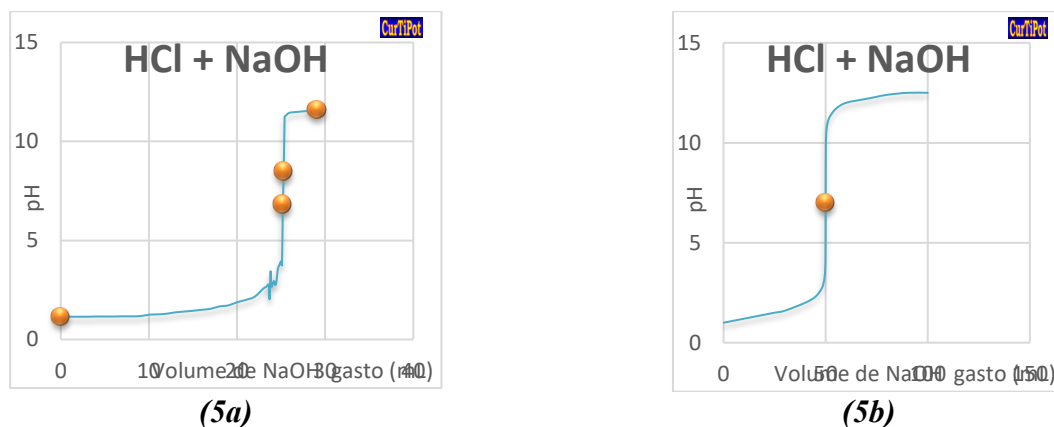 CurTiPot
HCl + NaOH
15
10
5
0
pH
0 10 20 30 40
Volume de NaOH gasto (mL)
(5a)
CurTiPot
HCl + NaOH
15
10
5
0
pH
0 50 100 150
Volume de NaOH gasto (mL)
(5b)